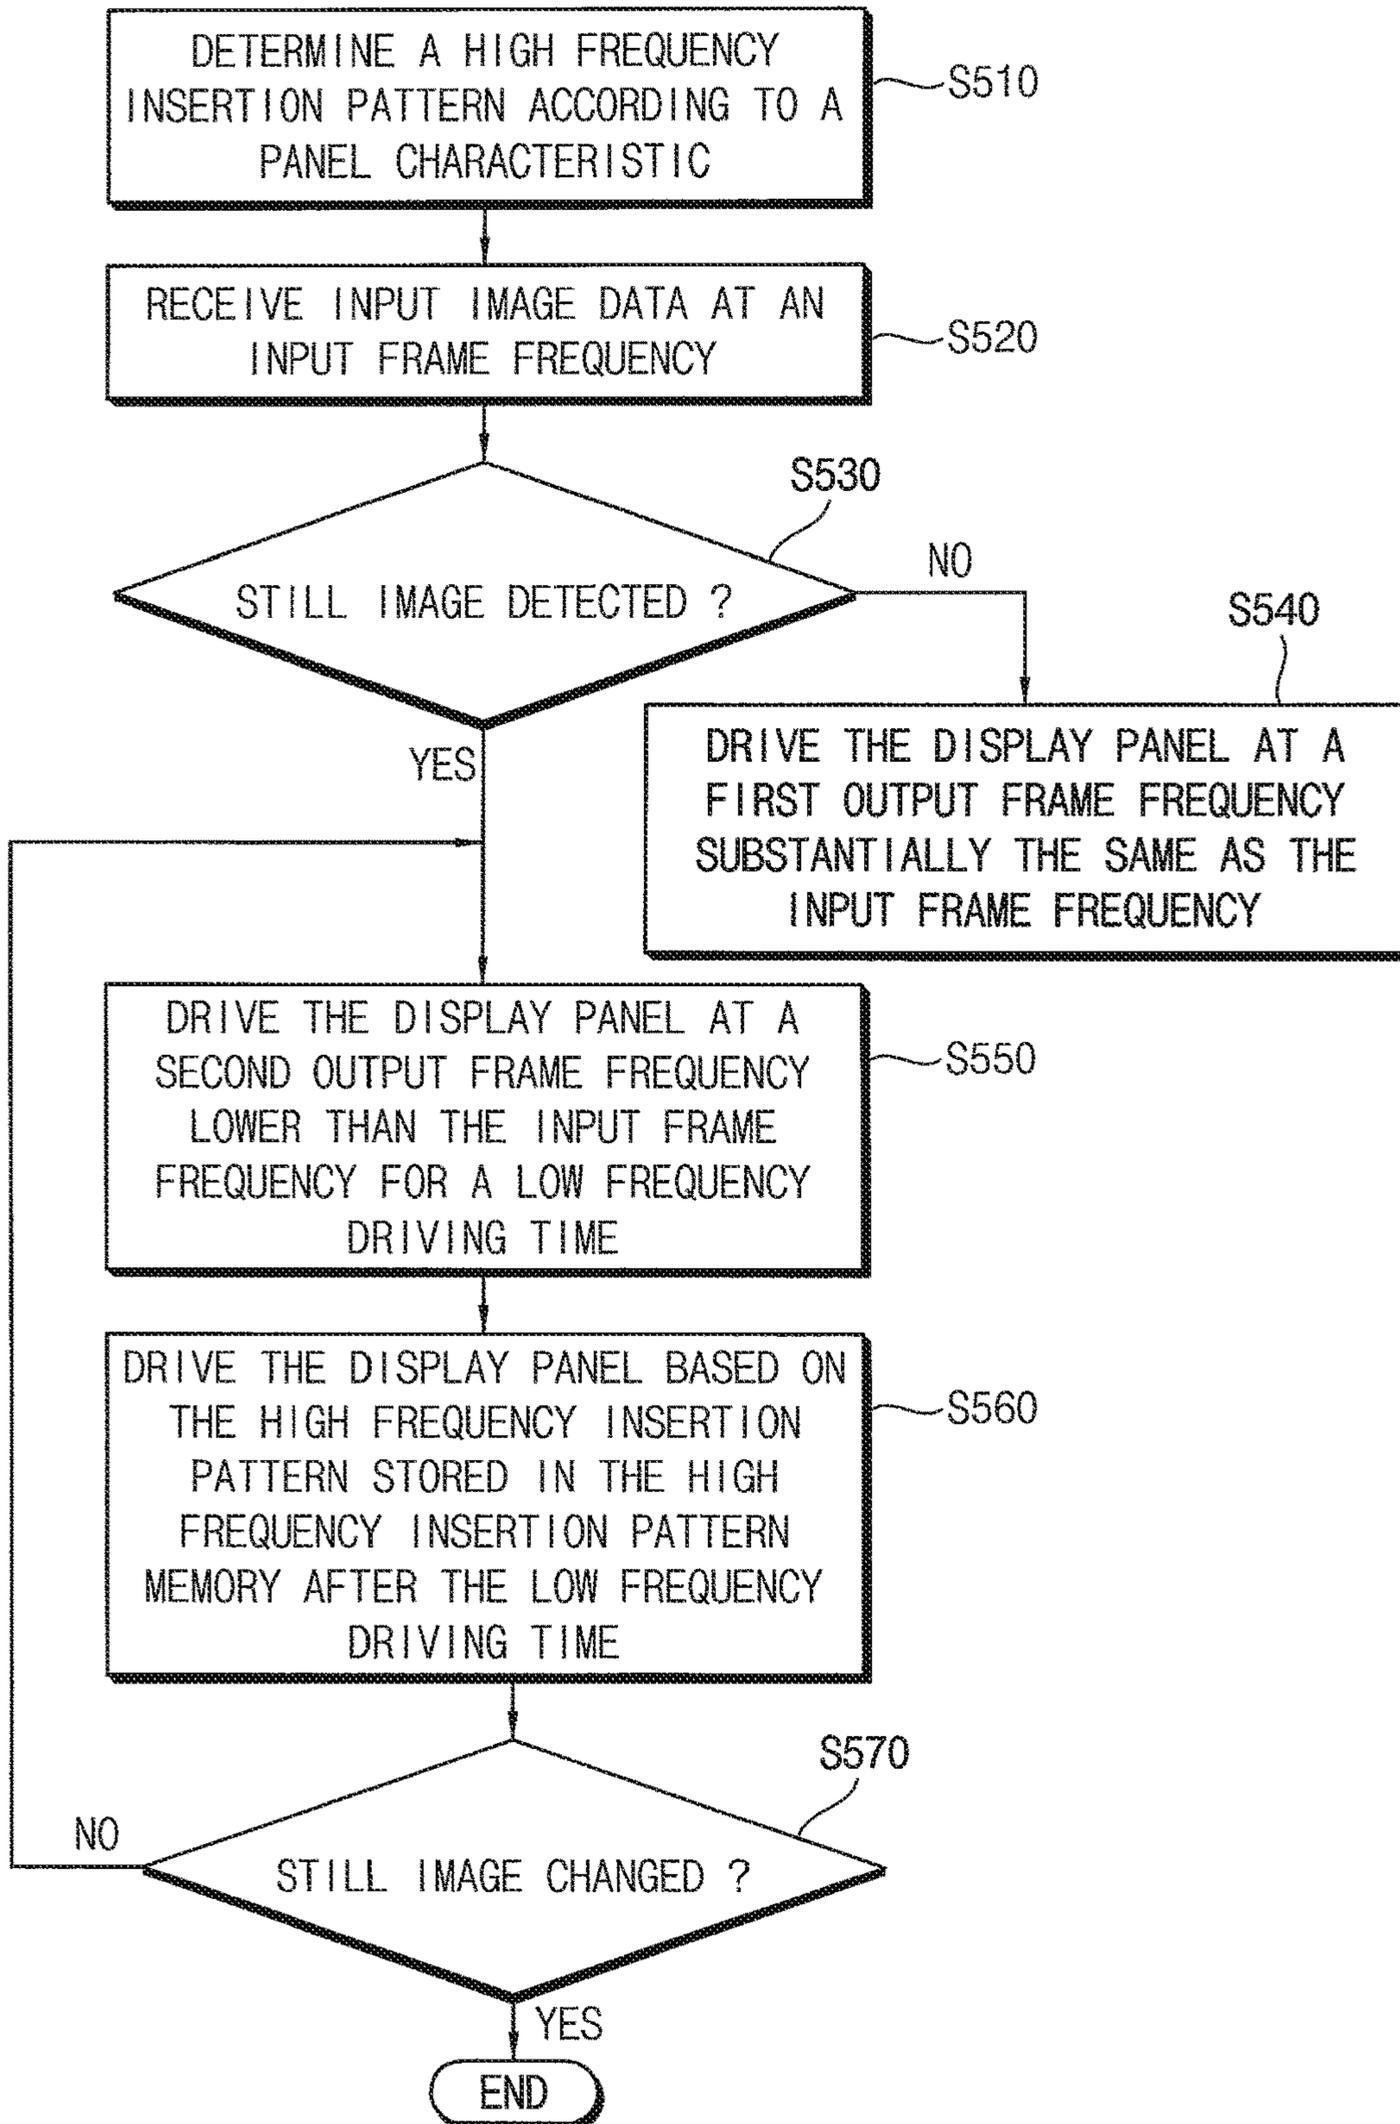 DETERMINE A HIGH FREQUENCY
INSERTION PATTERN ACCORDING TO A
PANEL CHARACTERISTIC
S510
RECEIVE INPUT IMAGE DATA AT AN
INPUT FRAME FREQUENCY
S520
S530
STILL IMAGE DETECTED ?
NO
YES
S540
DRIVE THE DISPLAY PANEL AT A
FIRST OUTPUT FRAME FREQUENCY
SUBSTANTIALLY THE SAME AS THE
INPUT FRAME FREQUENCY
DRIVE THE DISPLAY PANEL AT A
SECOND OUTPUT FRAME FREQUENCY
LOWER THAN THE INPUT FRAME
FREQUENCY FOR A LOW FREQUENCY
DRIVING TIME
S550
DRIVE THE DISPLAY PANEL BASED ON
THE HIGH FREQUENCY INSERTION
PATTERN STORED IN THE HIGH
FREQUENCY INSERTION PATTERN
MEMORY AFTER THE LOW FREQUENCY
DRIVING TIME
S560
S570
STILL IMAGE CHANGED ?
NO
YES
END